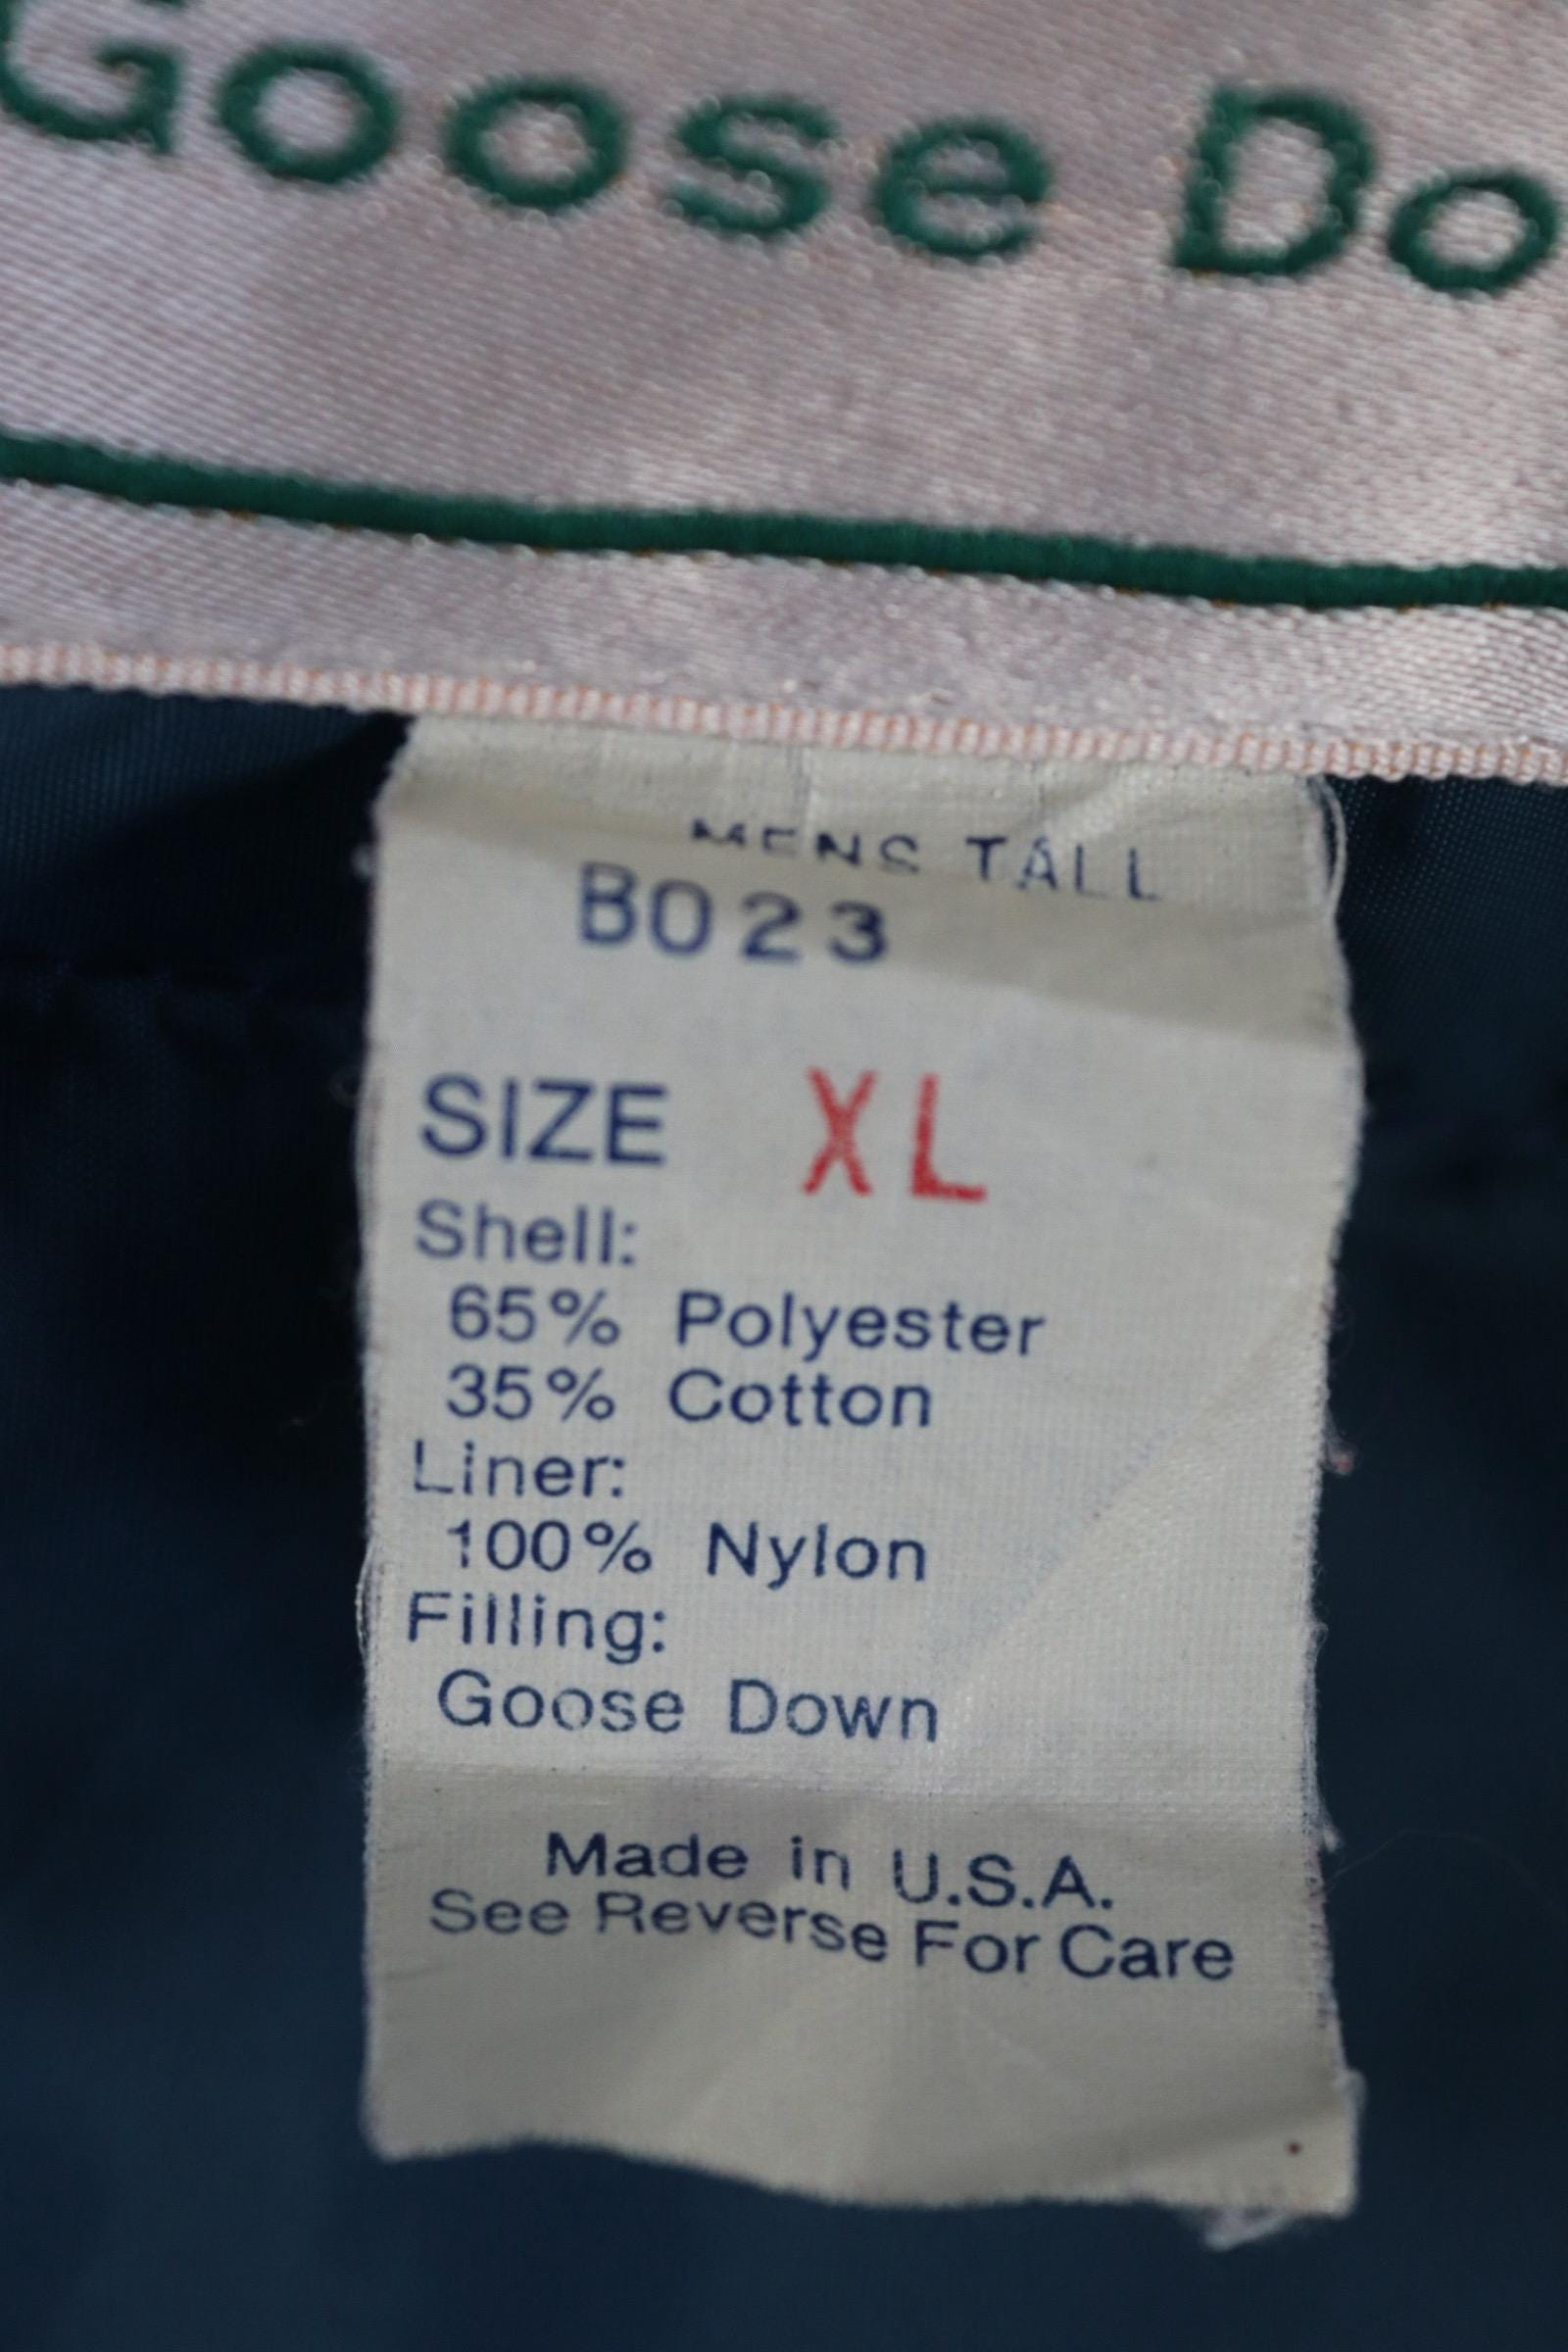 Goose Do
MENS TALL
B023
SIZE XL
Shell:
65% Polyester
35% Cotton
Liner:
100% Nylon
Filling:
Goose Down
Made in U.S.A.
See Reverse For Care